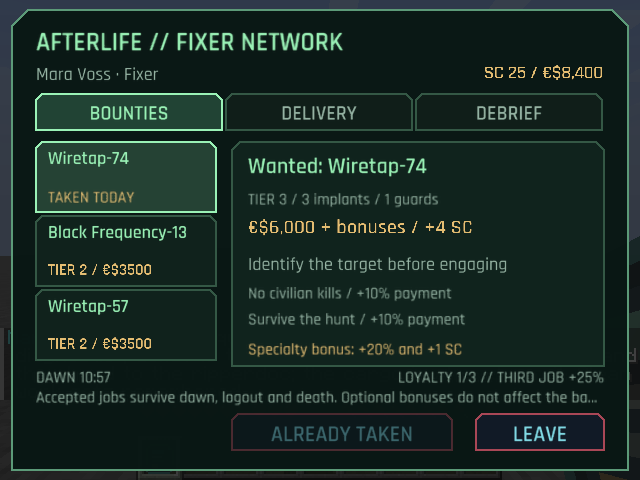 AFTERLIFE // FIXER NETWORK
Mara Voss · Fixer
SC 25 / €$8,400
BOUNTIES
DELIVERY
DEBRIEF
Wiretap-74
TAKEN TODAY
Black Frequency-13
TIER 2 / €$3500
Wiretap-57
TIER 2 / €$3500
Wanted: Wiretap-74
TIER 3 / 3 implants / 1 guards
€$6,000 + bonuses / +4 SC
Identify the target before engaging
No civilian kills / +10% payment
Survive the hunt / +10% payment
Specialty bonus: +20% and +1 SC
DAWN 10:57
LOYALTY 1/3 // THIRD JOB +25%
Accepted jobs survive dawn, logout and death. Optional bonuses do not affect the ba...
ALREADY TAKEN
LEAVE